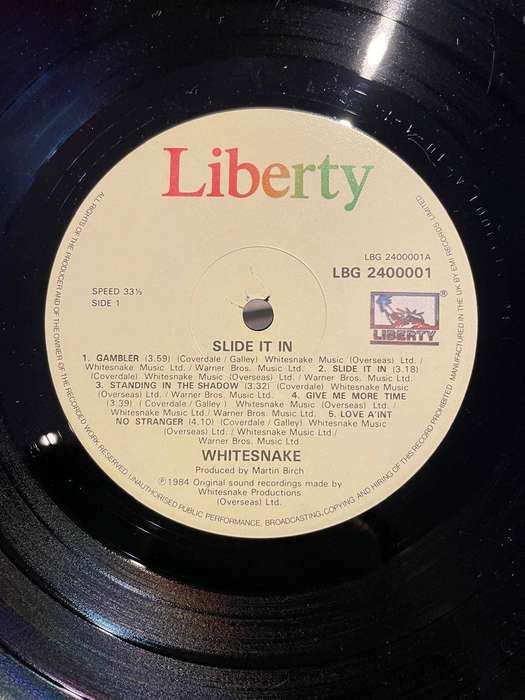 Liberty
LBG 2400001A
LBG 2400001
SPEED 33⅓
SIDE 1
®
LIBERTY
SLIDE IT IN
1. GAMBLER (3.59) (Coverdale / Galley) Whitesnake Music (Overseas) Ltd. /
Whitesnake Music Ltd. / Warner Bros. Music Ltd. 2. SLIDE IT IN (3.18)
(Coverdale) Whitesnake Music (Overseas) Ltd. / Warner Bros. Music Ltd.
3. STANDING IN THE SHADOW (3.32) (Coverdale) Whitesnake Music
(Overseas) Ltd. / Warner Bros. Music Ltd. 4. GIVE ME MORE TIME
(3.39) ( Coverdale / Galley ) Whitesnake Music (Overseas) Ltd. /
Whitesnake Music Ltd. / Warner Bros. Music Ltd. 5. LOVE A'INT
NO STRANGER (4.10) (Coverdale / Galley) Whitesnake Music
(Overseas) Ltd. / Whitesnake Music Ltd. /
Warner Bros. Music Ltd.
WHITESNAKE
Produced by Martin Birch
Ⓟ1984 Original sound recordings made by
Whitesnake Productions
(Overseas) Ltd.
ALL RIGHTS OF THE PRODUCER AND OF THE OWNER OF THE RECORDED WORK RESERVED. UNAUTHORISED PUBLIC PERFORMANCE, BROADCASTING, COPYING AND HIRING OF THIS RECORD PROHIBITED. MANUFACTURED IN THE UK BY EMI RECORDS LIMITED